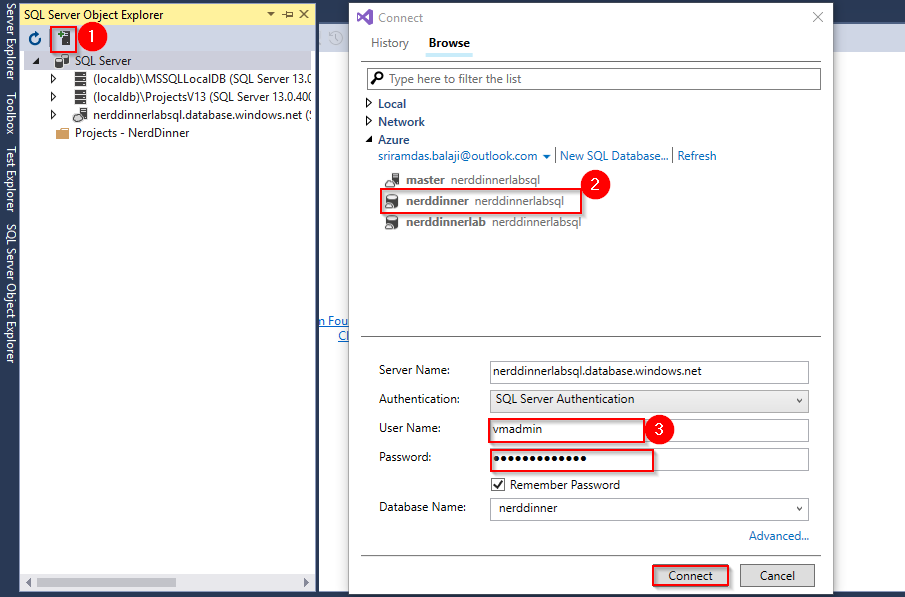 Server Explorer
Toolbox
Test Explorer
SQL Server Object Explorer
SQL Server Object Explorer
1
SQL Server
(localdb)\MSSQLLocalDB (SQL Server 13.0
(localdb)\ProjectsV13 (SQL Server 13.0.400
nerddinnerlabsql.database.windows.net (S
Projects - NerdDinner
n Fou
Cl
Connect
History Browse
Type here to filter the list
Local
Network
Azure
sriramdas.balaji@outlook.com New SQL Database... Refresh
master nerddinnerlabsql
2
nerddinner nerddinnerlabsql
nerddinnerlab nerddinnerlabsql
Server Name: nerddinnerlabsql.database.windows.net
Authentication: SQL Server Authentication
User Name: vmadmin 3
Password: •••••••••••••
Remember Password
Database Name: nerddinner
Advanced...
Connect Cancel